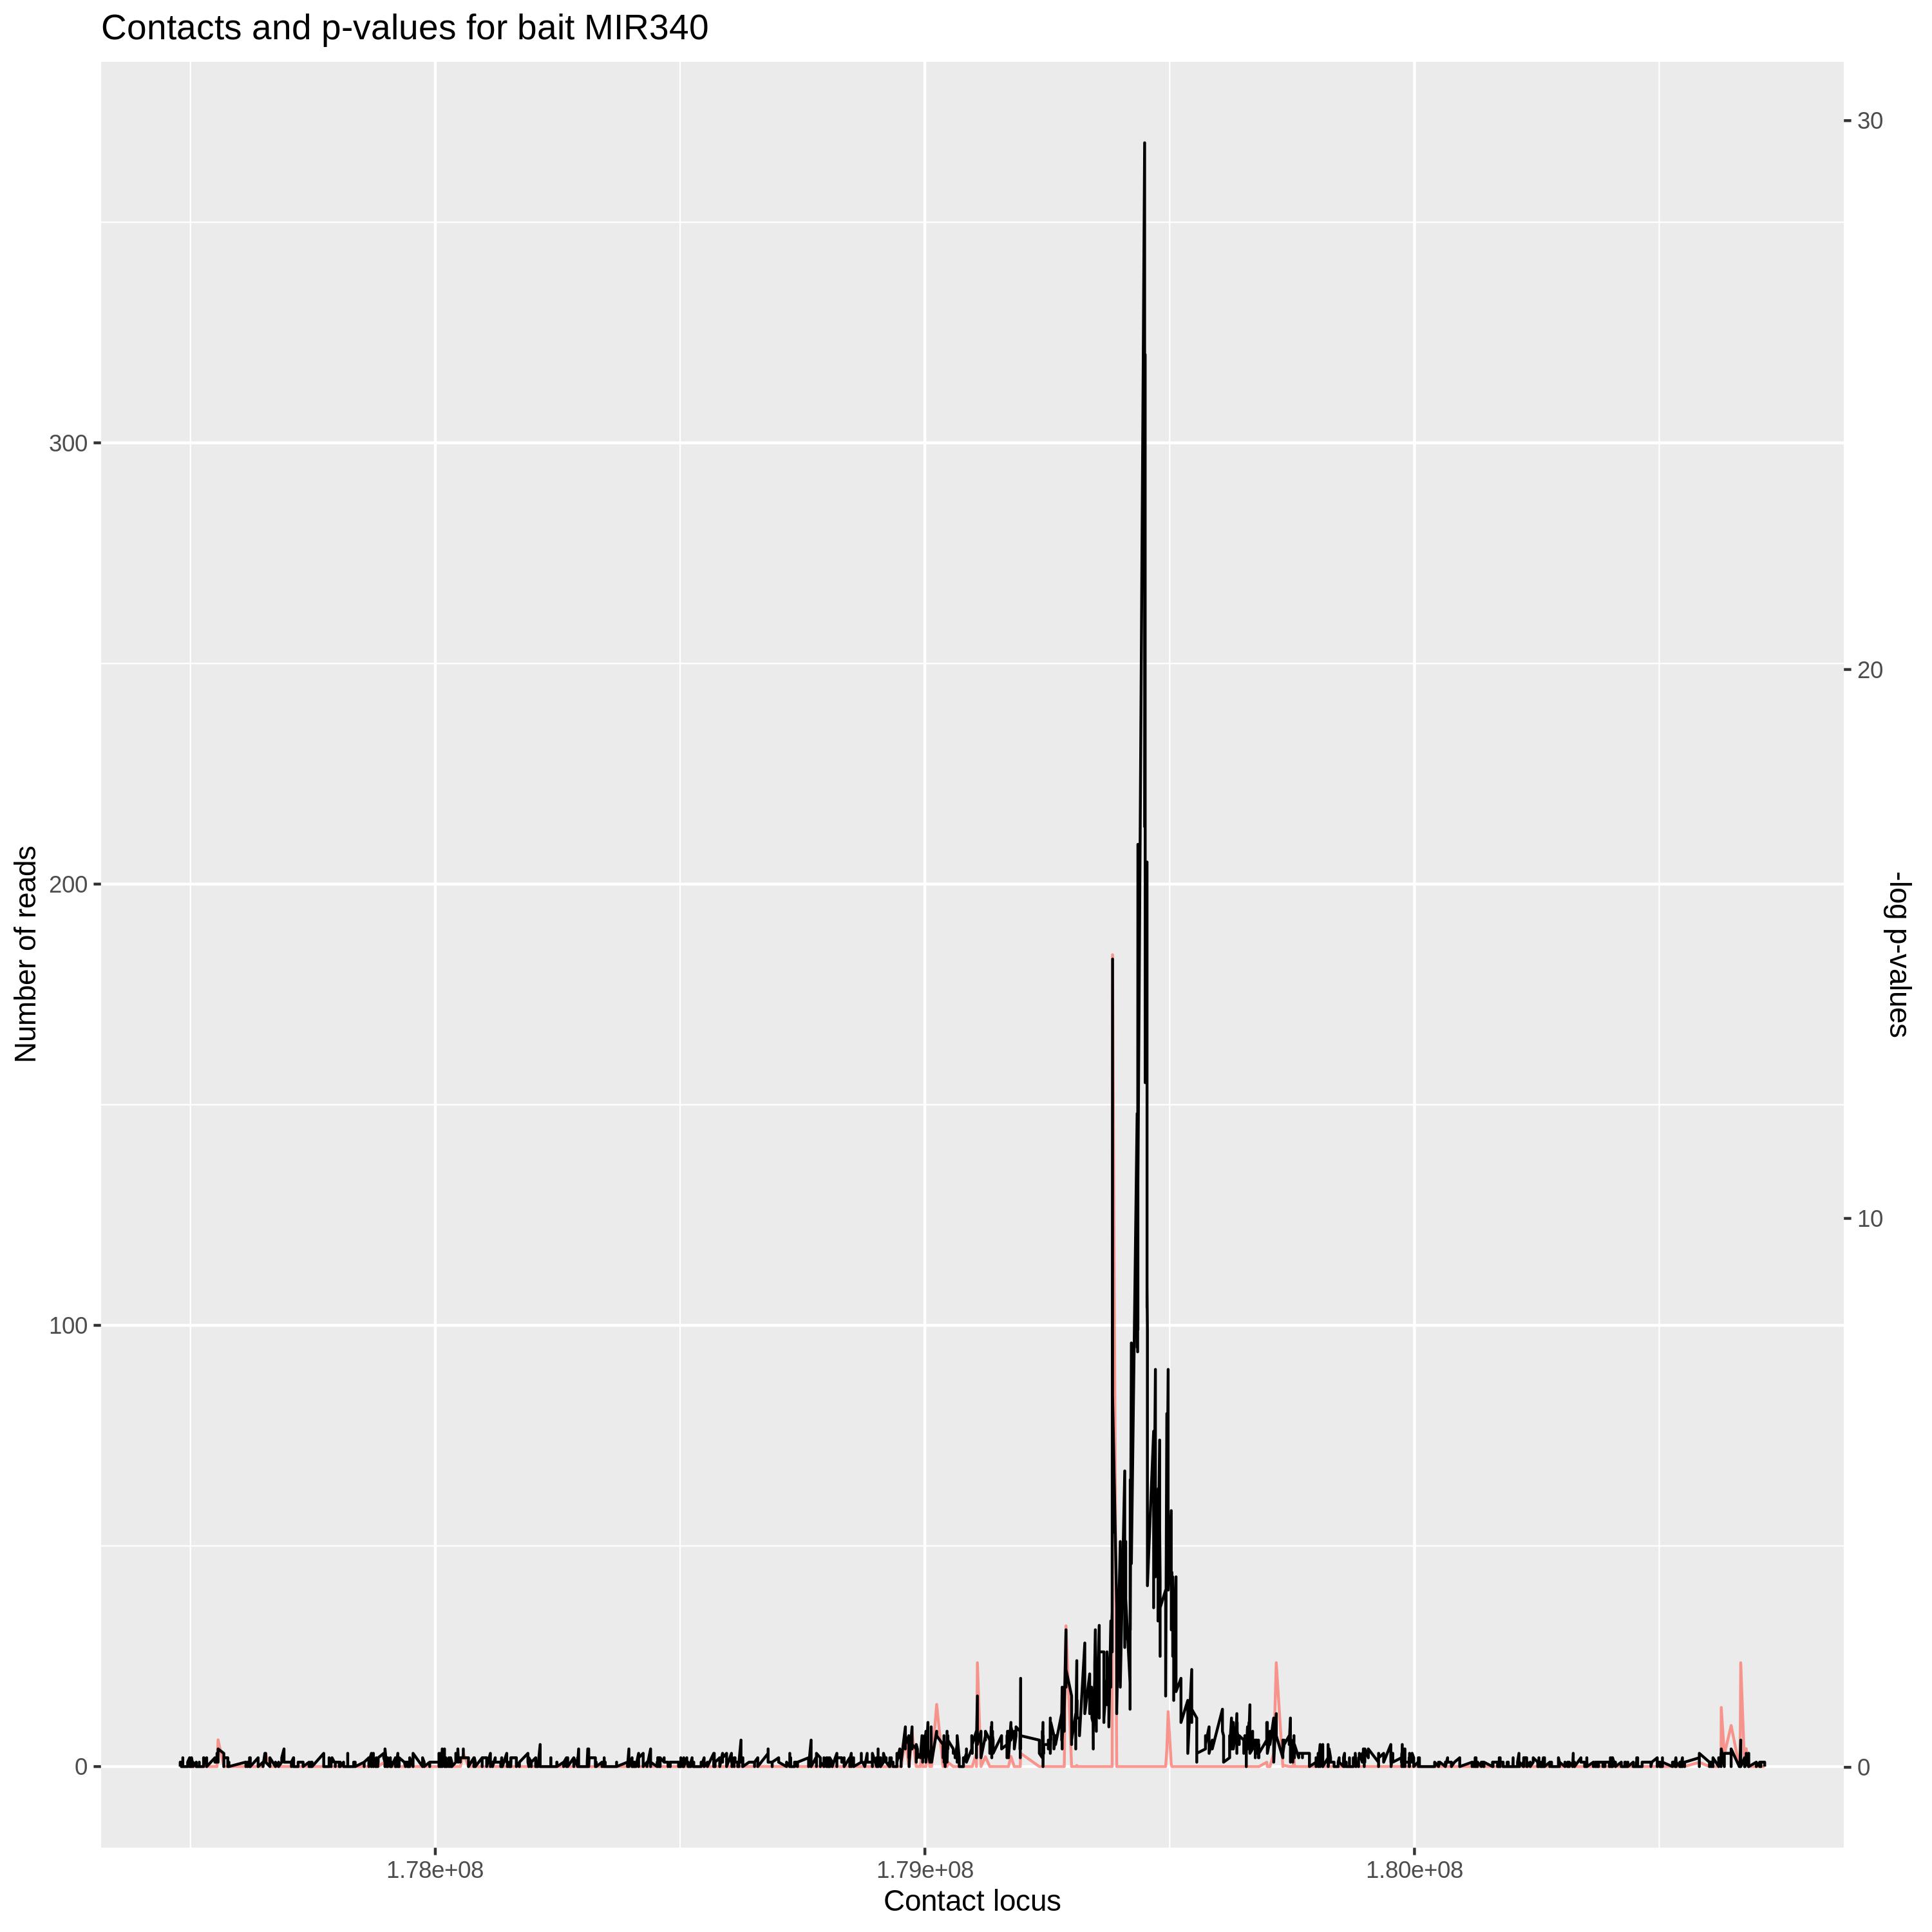 Contacts and p-values for bait MIR340
30
300
20
200
Number of reads
-log p-values
10
100
0
0
1.78e+08
1.79e+08
1.80e+08
Contact locus